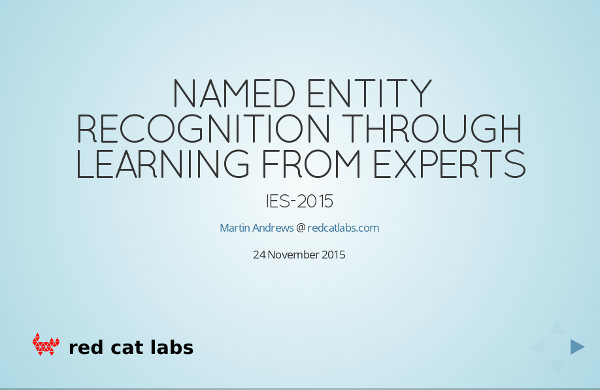 NAMED ENTITY
RECOGNITION THROUGH
LEARNING FROM EXPERTS
IES-2015
Martin Andrews @ redcatlabs.com
24 November 2015
red cat labs